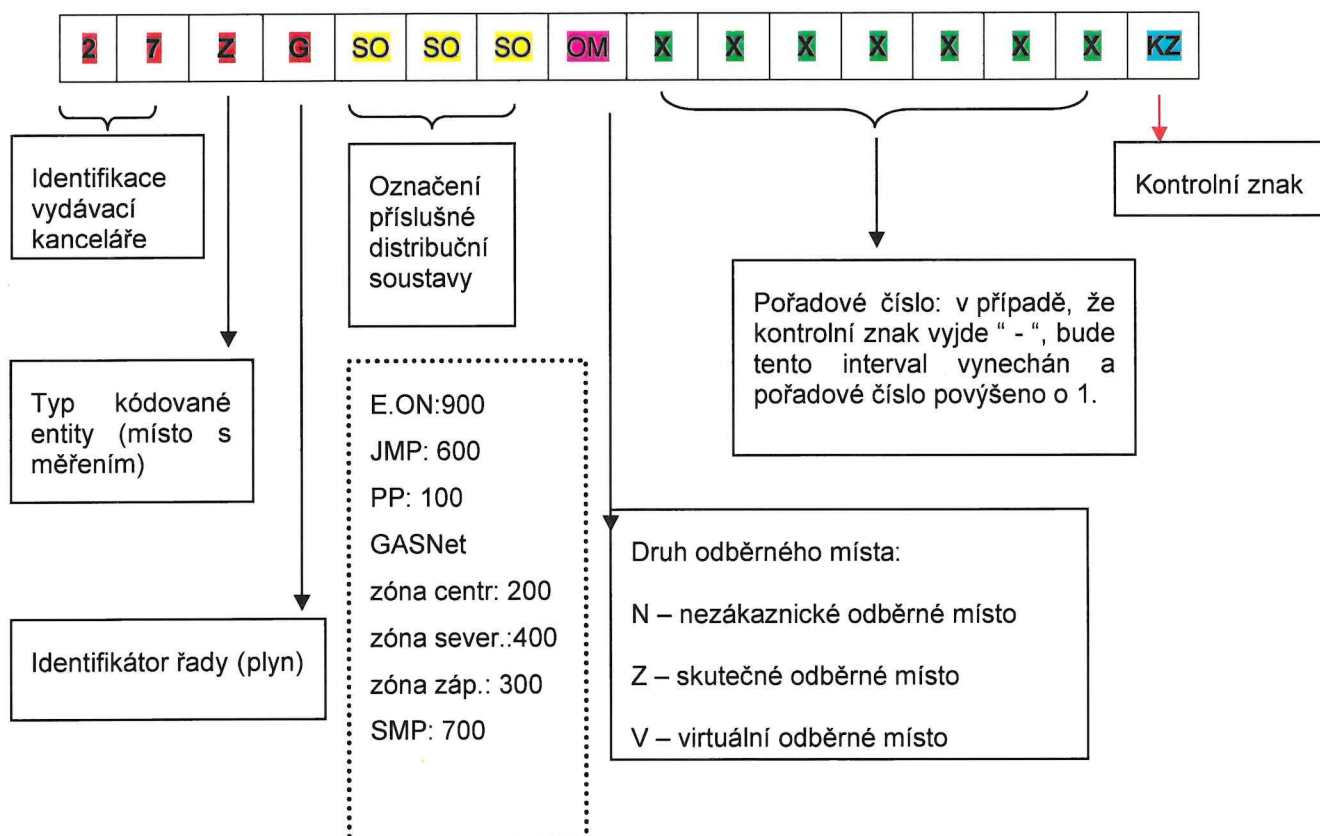 2 7 Z G SO SO SO OM X X X X X X X KZ
Identifikace
vydávací
kanceláře
Označení
příslušné
distribuční
soustavy
Kontrolní znak
Pořadové číslo: v případě, že
kontrolní znak vyjde “ - “, bude
tento interval vynechán a
pořadové číslo povýšeno o 1.
Typ kódované
entity (místo s
měřením)
E.ON:900
JMP: 600
PP: 100
GASNet
zóna centr: 200
zóna sever.:400
zóna záp.: 300
SMP: 700
Druh odběrného místa:
N – nezákaznické odběrné místo
Z – skutečné odběrné místo
V – virtuální odběrné místo
Identifikátor řady (plyn)